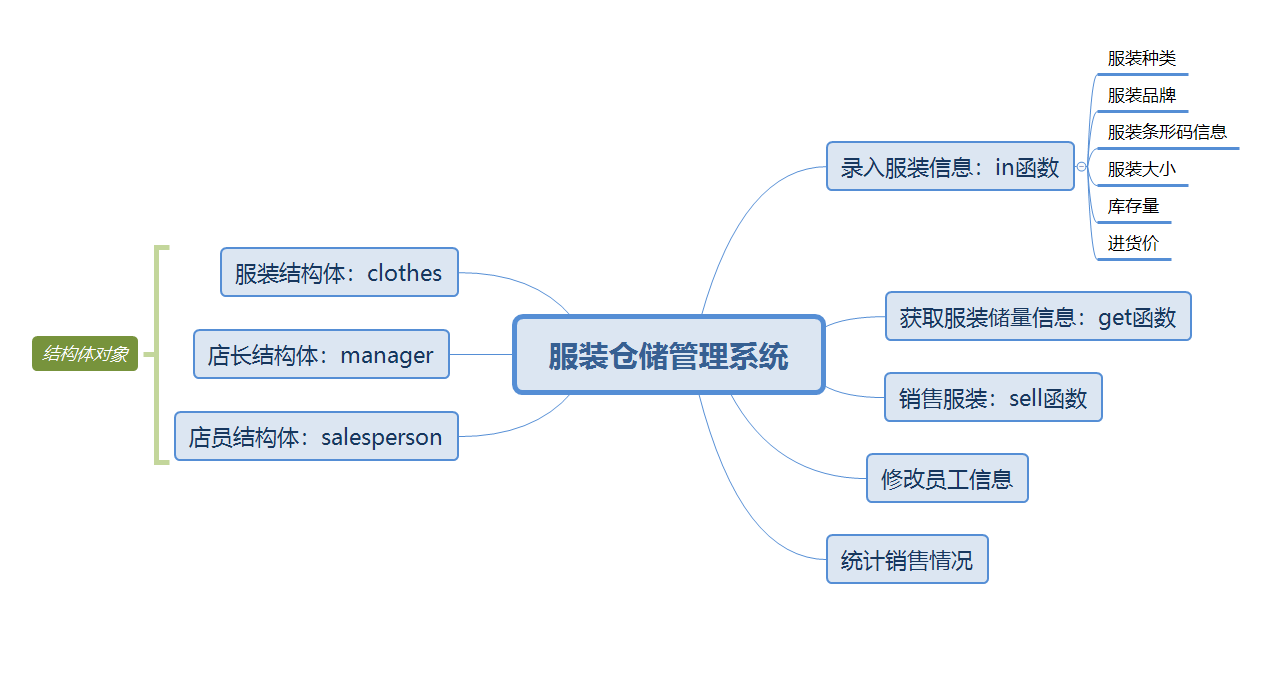 服装仓储管理系统
录入服装信息：in函数
服装种类
服装品牌
服装条形码信息
服装大小
库存量
进货价
获取服装储量信息：get函数
销售服装：sell函数
修改员工信息
统计销售情况
结构体对象
服装结构体：clothes
店长结构体：manager
店员结构体：salesperson